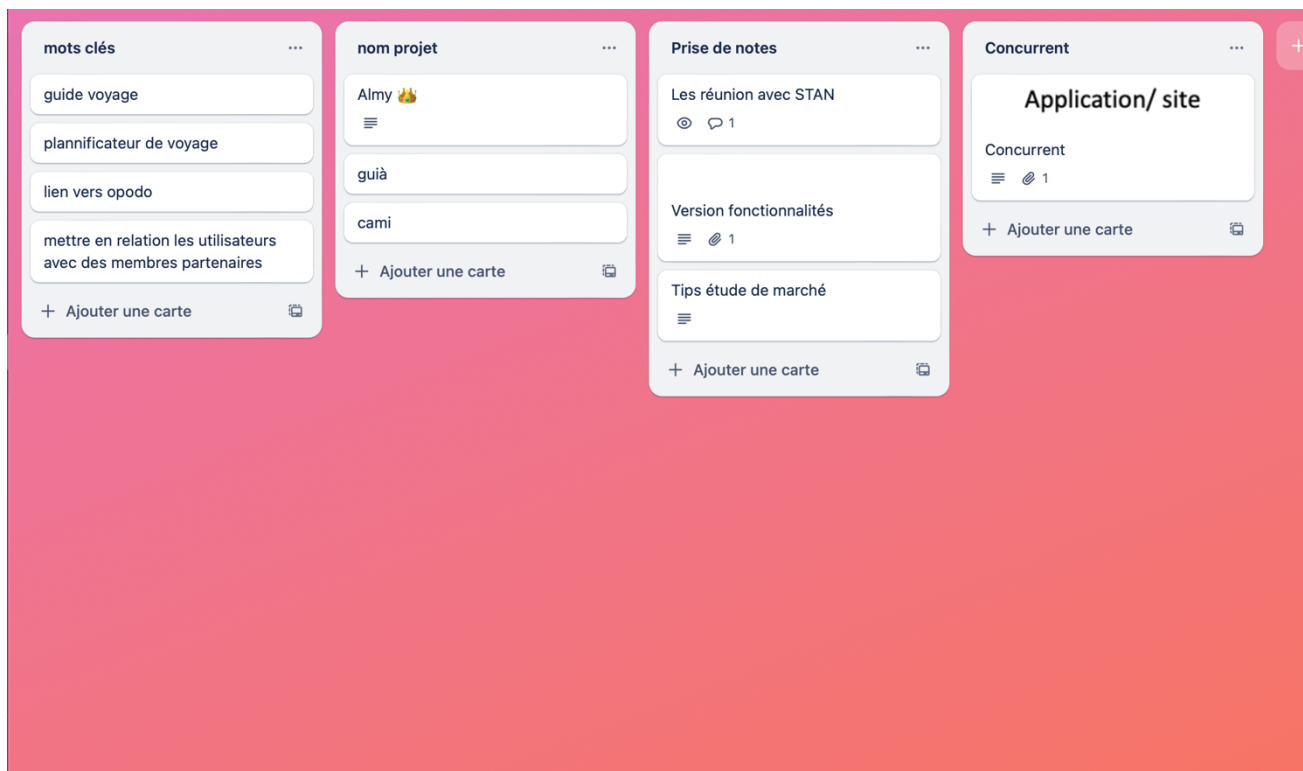 mots clés
guide voyage
plannificateur de voyage
lien vers opodo
mettre en relation les utilisateurs
avec des membres partenaires
Ajouter une carte
nom projet
Almy 👑
guià
cami
Ajouter une carte
Prise de notes
Les réunion avec STAN
1
Version fonctionnalités
1
Tips étude de marché
Ajouter une carte
Concurrent
Application/ site
Concurrent
1
Ajouter une carte